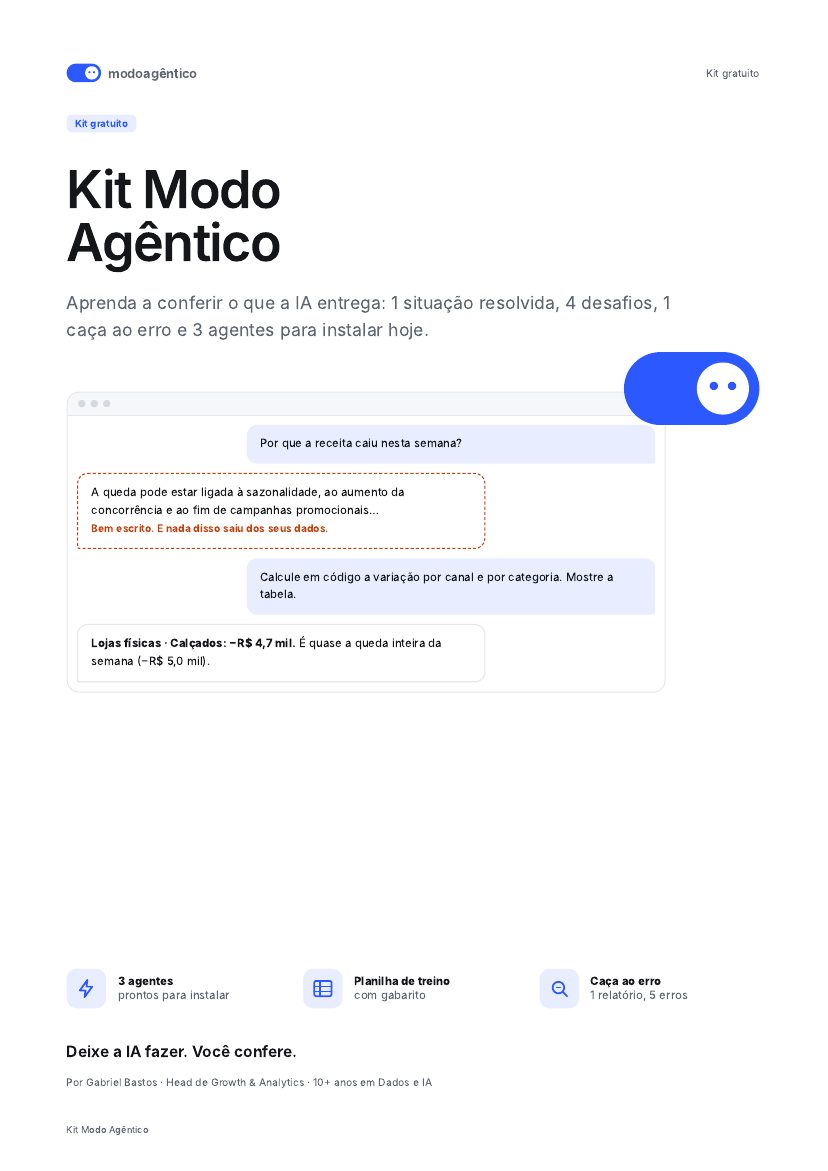 modoagêntico
Kit gratuito
Kit gratuito
Kit Modo
Agêntico
Aprenda a conferir o que a IA entrega: 1 situação resolvida, 4 desafios, 1
caça ao erro e 3 agentes para instalar hoje.
Por que a receita caiu nesta semana?
A queda pode estar ligada à sazonalidade, ao aumento da
concorrência e ao fim de campanhas promocionais…
Bem escrito. E nada disso saiu dos seus dados.
Calcule em código a variação por canal e por categoria. Mostre a
tabela.
Lojas físicas · Calçados: −R$ 4,7 mil. É quase a queda inteira da
semana (−R$ 5,0 mil).
3 agentes
prontos para instalar
Planilha de treino
com gabarito
Caça ao erro
1 relatório, 5 erros
Deixe a IA fazer. Você confere.
Por Gabriel Bastos · Head de Growth & Analytics · 10+ anos em Dados e IA
Kit Modo Agêntico